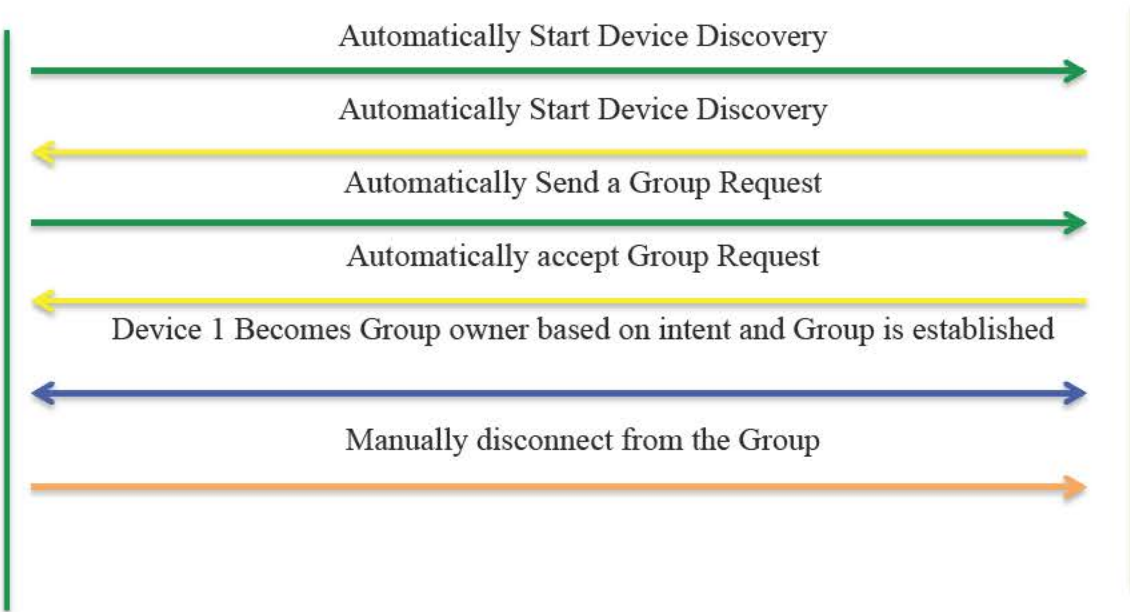 Automatically Start Device Discovery
Automatically Start Device Discovery
Automatically Send a Group Request
Automatically accept Group Request
Device 1 Becomes Group owner based on intent and Group is established
Manually disconnect from the Group